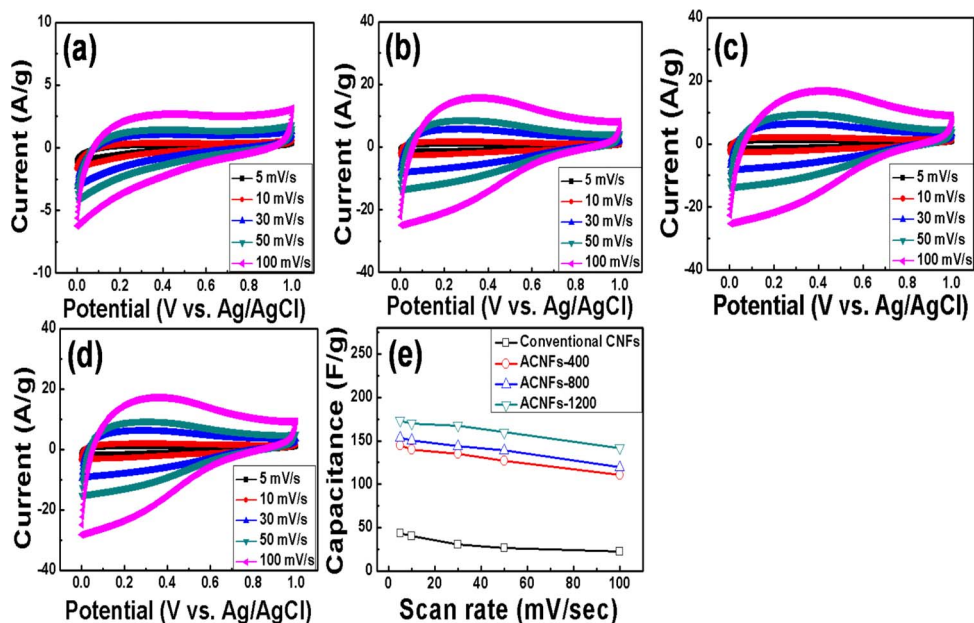 (a)
Current (A/g)
10
5
0
-5
-10
0.0 0.2 0.4 0.6 0.8 1.0
Potential (V vs. Ag/AgCl)
5 mV/s
10 mV/s
30 mV/s
50 mV/s
100 mV/s
(b)
Current (A/g)
40
20
0
-20
-40
0.0 0.2 0.4 0.6 0.8 1.0
Potential (V vs. Ag/AgCl)
5 mV/s
10 mV/s
30 mV/s
50 mV/s
100 mV/s
(c)
Current (A/g)
40
20
0
-20
-40
0.0 0.2 0.4 0.6 0.8 1.0
Potential (V vs. Ag/AgCl)
5 mV/s
10 mV/s
30 mV/s
50 mV/s
100 mV/s
(d)
Current (A/g)
40
20
0
-20
-40
0.0 0.2 0.4 0.6 0.8 1.0
Potential (V vs. Ag/AgCl)
5 mV/s
10 mV/s
30 mV/s
50 mV/s
100 mV/s
(e)
Capacitance (F/g)
250
200
150
100
50
0
0 20 40 60 80 100
Scan rate (mV/sec)
Conventional CNFs
ACNFs-400
ACNFs-800
ACNFs-1200